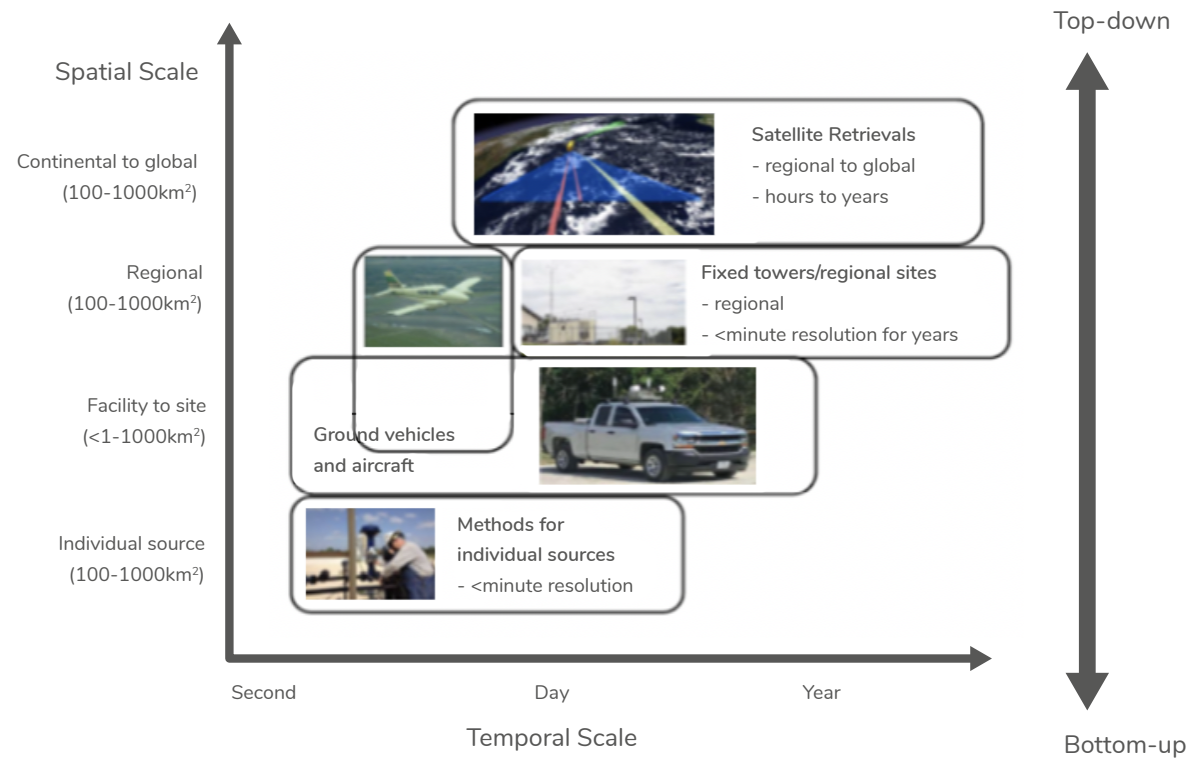 Top-down
Spatial Scale
Continental to global
(100-1000km²)
Satellite Retrievals
- regional to global
- hours to years
Regional
(100-1000km²)
Fixed towers/regional sites
- regional
- <minute resolution for years
Facility to site
(<1-1000km²)
Ground vehicles
and aircraft
Individual source
(100-1000km²)
Methods for
individual sources
- <minute resolution
Second
Day
Year
Temporal Scale
Bottom-up